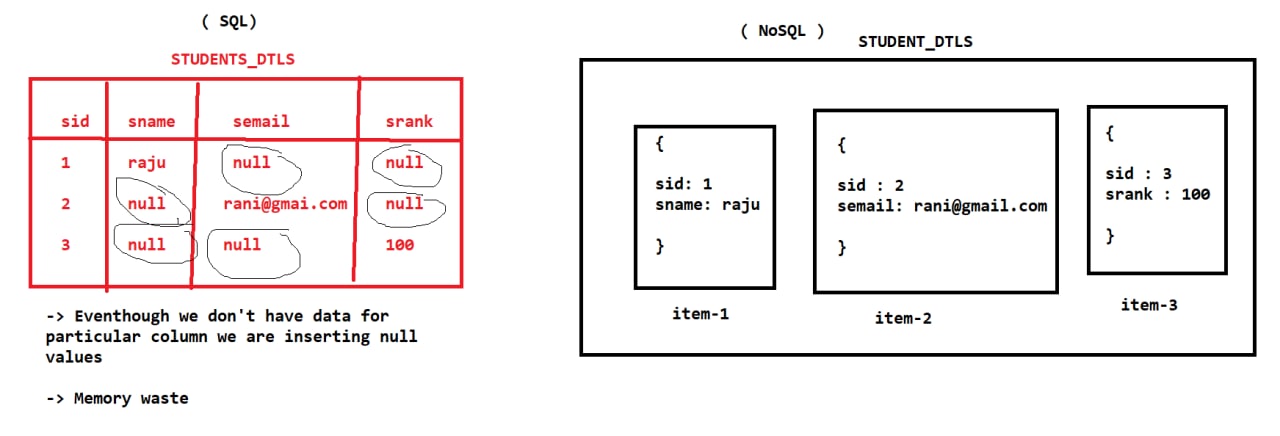 ( SQL)
STUDENTS_DTLS
sid sname semail srank
1 raju null null
2 null rani@gmai.com null
3 null null 100
-> Eventhough we don't have data for
particular column we are inserting null
values
-> Memory waste
( NoSQL )
STUDENT_DTLS
{
sid: 1
sname: raju
}
item-1
{
sid : 2
semail: rani@gmail.com
}
item-2
{
sid : 3
srank : 100
}
item-3